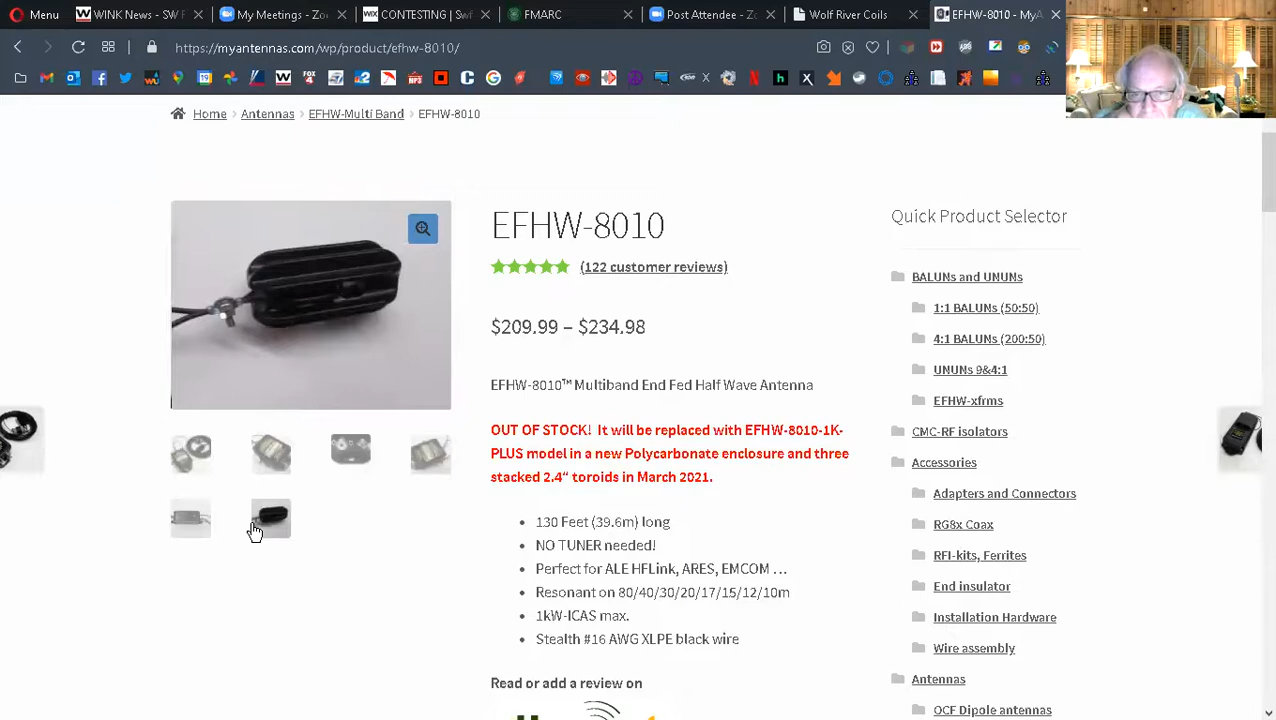 Menu
WINK News - SW F
My Meetings - Zo
WIX
CONTESTING | Swf
FMARC
Post Attendee - Zo
Wolf River Coils
EFHW-8010 - MyA
https://myantennas.com/wp/product/efhw-8010/
Home
Antennas
EFHW-Multi Band
EFHW-8010
EFHW-8010
(122 customer reviews)
$209.99 – $234.98
EFHW-8010™ Multiband End Fed Half Wave Antenna
OUT OF STOCK! It will be replaced with EFHW-8010-1K-
PLUS model in a new Polycarbonate enclosure and three
stacked 2.4“ toroids in March 2021.
• 130 Feet (39.6m) long
• NO TUNER needed!
• Perfect for ALE HFLink, ARES, EMCOM …
• Resonant on 80/40/30/20/17/15/12/10m
• 1kW-ICAS max.
• Stealth #16 AWG XLPE black wire
Read or add a review on
Quick Product Selector
BALUNs and UNUNs
1:1 BALUNs (50:50)
4:1 BALUNs (200:50)
UNUNs 9&4:1
EFHW-xfrms
CMC-RF isolators
Accessories
Adapters and Connectors
RG8x Coax
RFI-kits, Ferrites
End insulator
Installation Hardware
Wire assembly
Antennas
OCF Dipole antennas